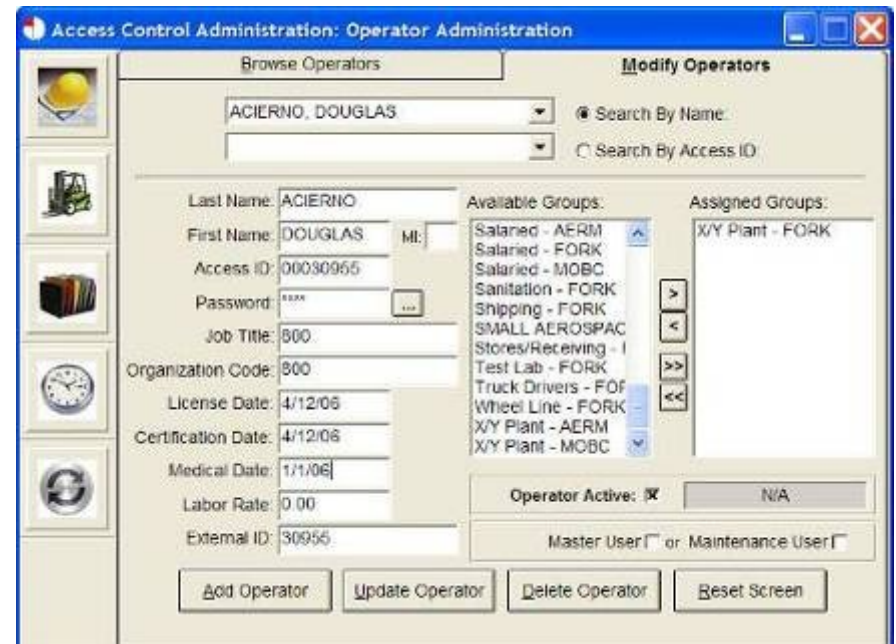 Access Control Administration: Operator Administration
Browse Operators
Modify Operators
ACIERNO, DOUGLAS
Search By Name:
Search By Access ID:
Last Name: ACIERNO
First Name: DOUGLAS MI:
Access ID: 00030955
Password: ****
...
Job Title: 800
Organization Code: 800
License Date: 4/12/06
Certification Date: 4/12/06
Medical Date: 1/1/06
Labor Rate: 0.00
External ID: 30955
Available Groups:
Salaried - AERM
Salaried - FORK
Salaried - MOBC
Sanitation - FORK
Shipping - FORK
SMALL AEROSPAC
Stores/Receiving - 
Test Lab - FORK
Truck Drivers - FOF
Wheel Line - FORK
X/Y Plant - AERM
X/Y Plant - MOBC
>
<
>>
<<
Assigned Groups:
X/Y Plant - FORK
Operator Active:
N/A
Master User or Maintenance User
Add Operator
Update Operator
Delete Operator
Reset Screen